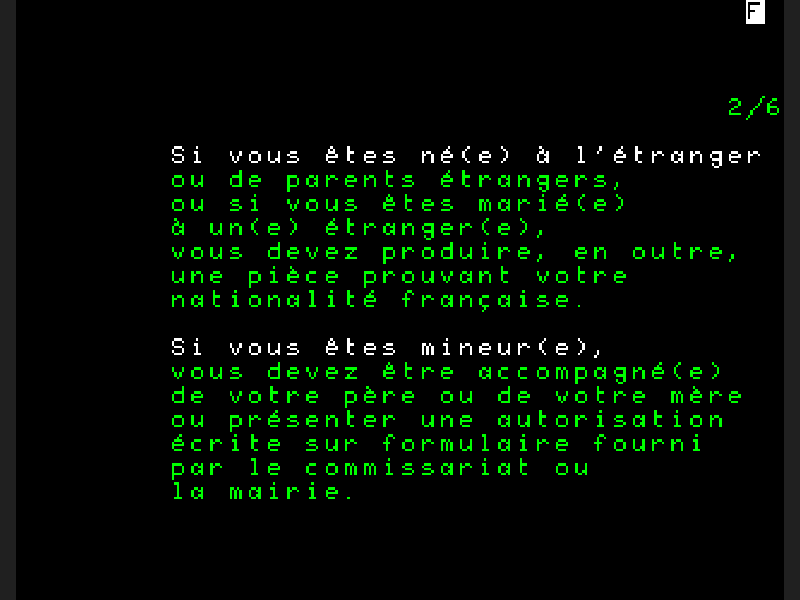 F
2/6
Si vous êtes né(e) à l'étranger
ou de parents étrangers,
ou si vous êtes marié(e)
à un(e) étranger(e),
vous devez produire, en outre,
une pièce prouvant votre
nationalité française.
Si vous êtes mineur(e),
vous devez être accompagné(e)
de votre père ou de votre mère
ou présenter une autorisation
écrite sur formulaire fourni
par le commissariat ou
la mairie.